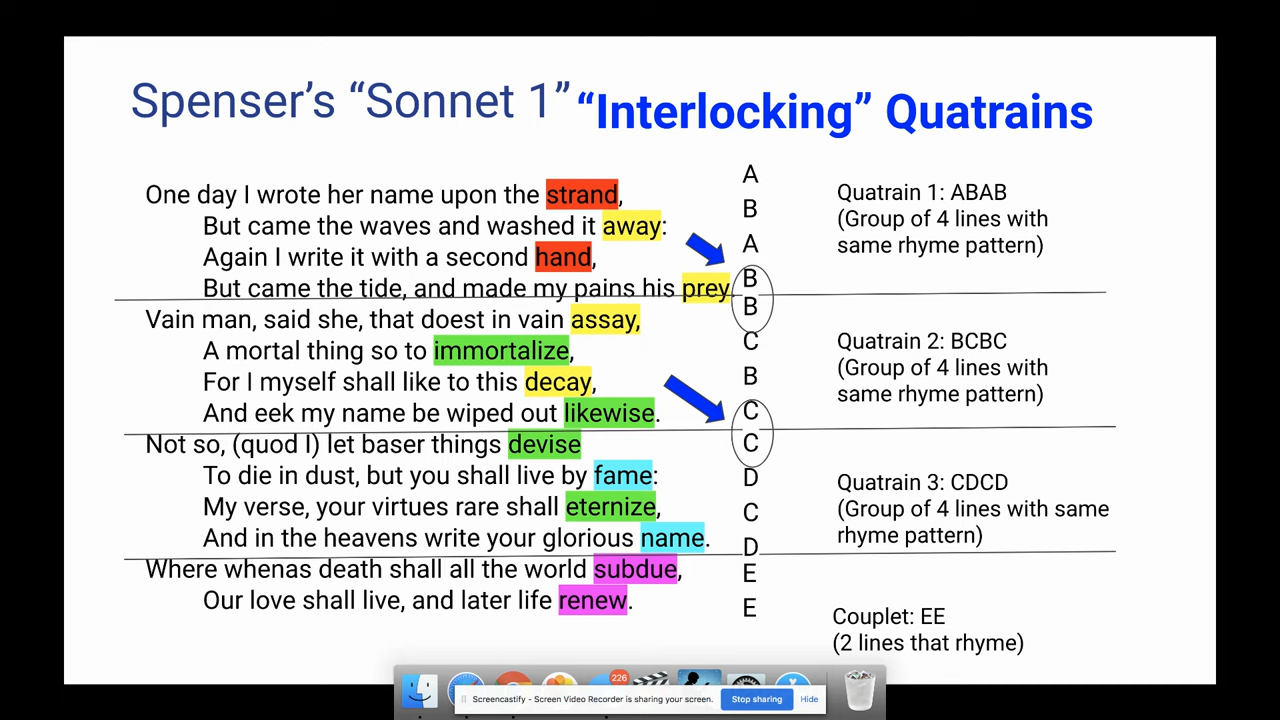 Spenser’s “Sonnet 1” “Interlocking” Quatrains
One day I wrote her name upon the strand,
But came the waves and washed it away:
Again I write it with a second hand,
But came the tide, and made my pains his prey.
Vain man, said she, that doest in vain assay,
A mortal thing so to immortalize,
For I myself shall like to this decay,
And eek my name be wiped out likewise.
Not so, (quod I) let baser things devise
To die in dust, but you shall live by fame:
My verse, your virtues rare shall eternize,
And in the heavens write your glorious name.
Where whenas death shall all the world subdue,
Our love shall live, and later life renew.
A
B
A
B
B
C
B
C
C
D
C
D
E
E
Quatrain 1: ABAB
(Group of 4 lines with
same rhyme pattern)
Quatrain 2: BCBC
(Group of 4 lines with
same rhyme pattern)
Quatrain 3: CDCD
(Group of 4 lines with same
rhyme pattern)
Couplet: EE
(2 lines that rhyme)
226
Screencastify - Screen Video Recorder is sharing your screen. Stop sharing Hide